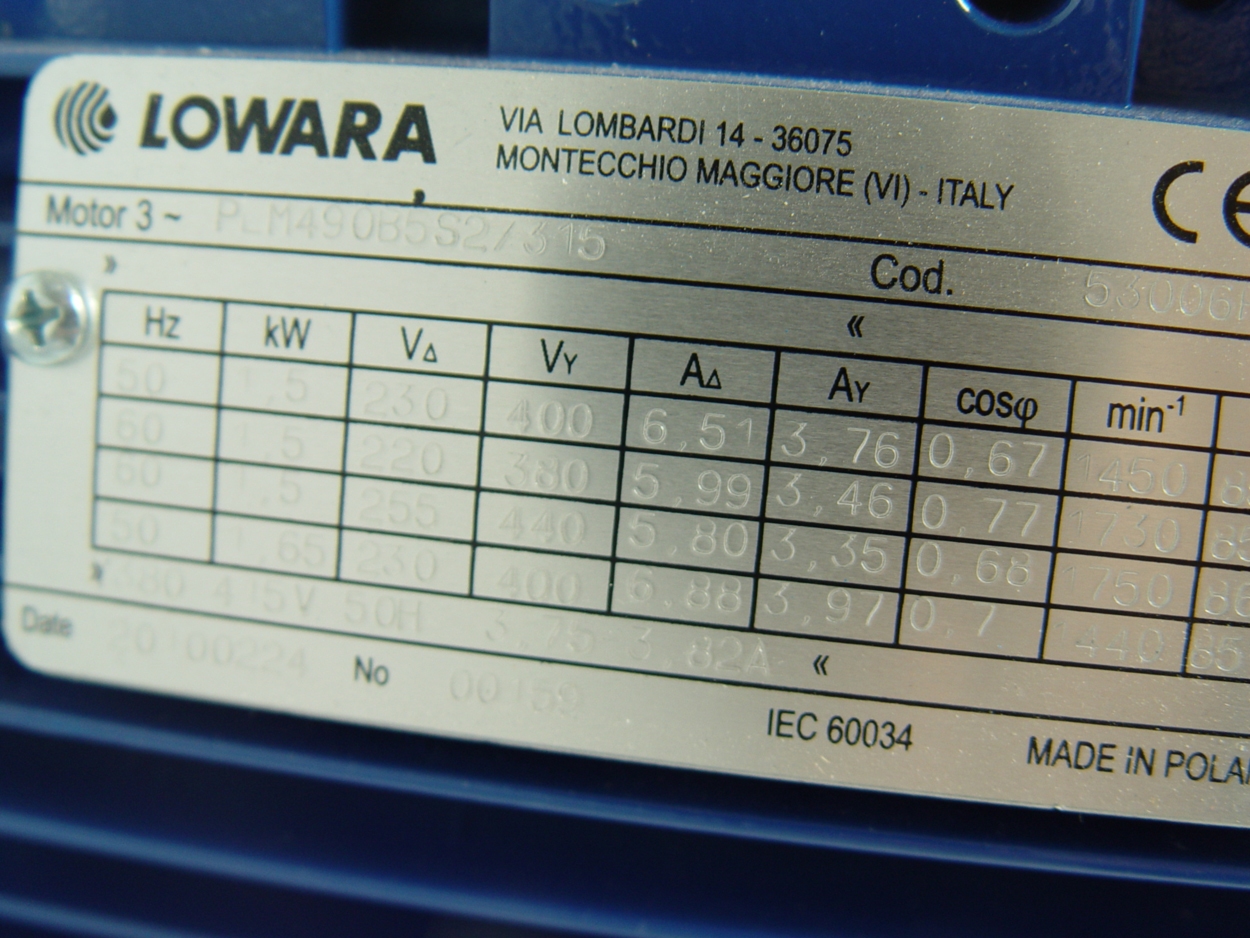 LOWARA
VIA LOMBARDI 14 - 36075
MONTECCHIO MAGGIORE (VI) - ITALY
CE
Motor 3 ~ PLM490B5S2/315
Cod. 53006
» «
Hz kW V∆ VY A∆ AY cosφ min-1
50 1,5 230 400 6,51 3,76 0,67 1450
60 1,5 220 380 5,99 3,46 0,77 1730
60 1,5 255 440 5,80 3,35 0,68 1750
50 1,65 230 400 6,88 3,97 0,7 1440
» 380 415V 50H 3,75 3,82A «
Date 20100224 No 00159
IEC 60034 MADE IN